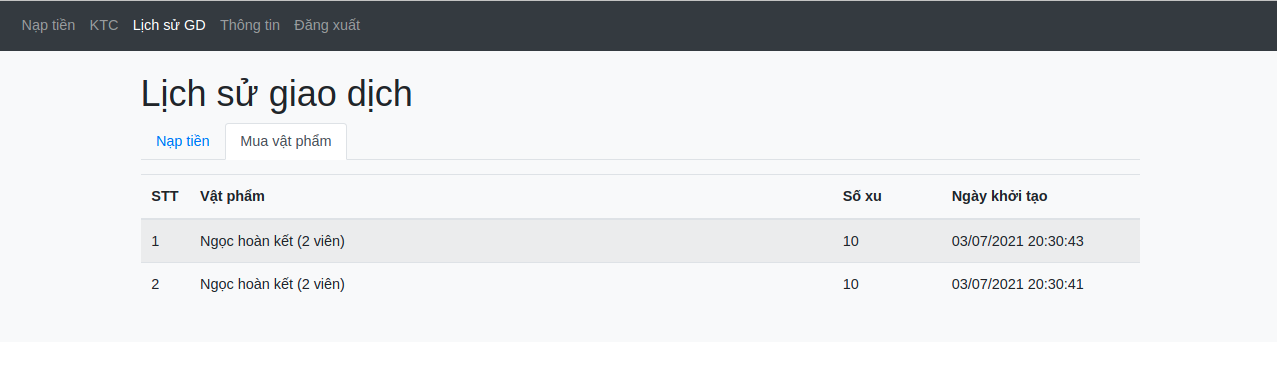 Nạp tiền KTC Lịch sử GD Thông tin Đăng xuất
Lịch sử giao dịch
Nạp tiền Mua vật phẩm
STT Vật phẩm Số xu Ngày khởi tạo
1 Ngọc hoàn kết (2 viên) 10 03/07/2021 20:30:43
2 Ngọc hoàn kết (2 viên) 10 03/07/2021 20:30:41